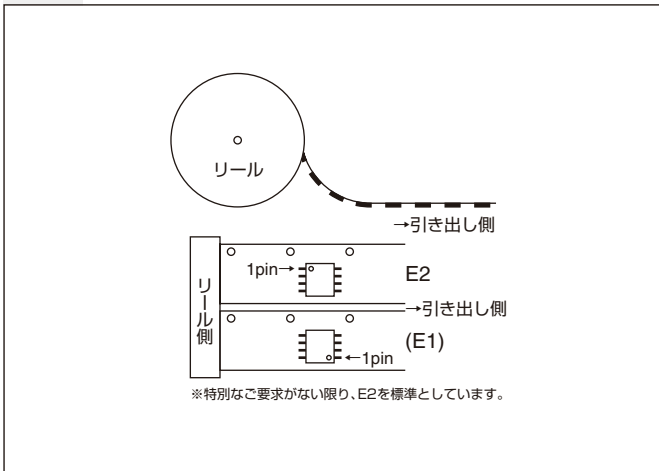 リール
→引き出し側
1pin→
E2
リール側
→引き出し側
(E1)
←1pin
※特別なご要求がない限り、E2を標準としています。